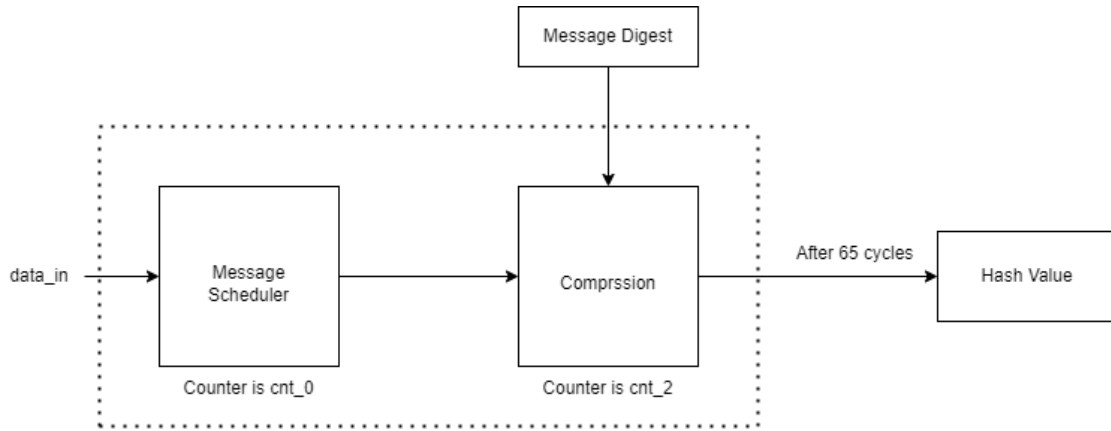 Message Digest
data_in
Message
Scheduler
Comprssion
After 65 cycles
Hash Value
Counter is cnt_0
Counter is cnt_2